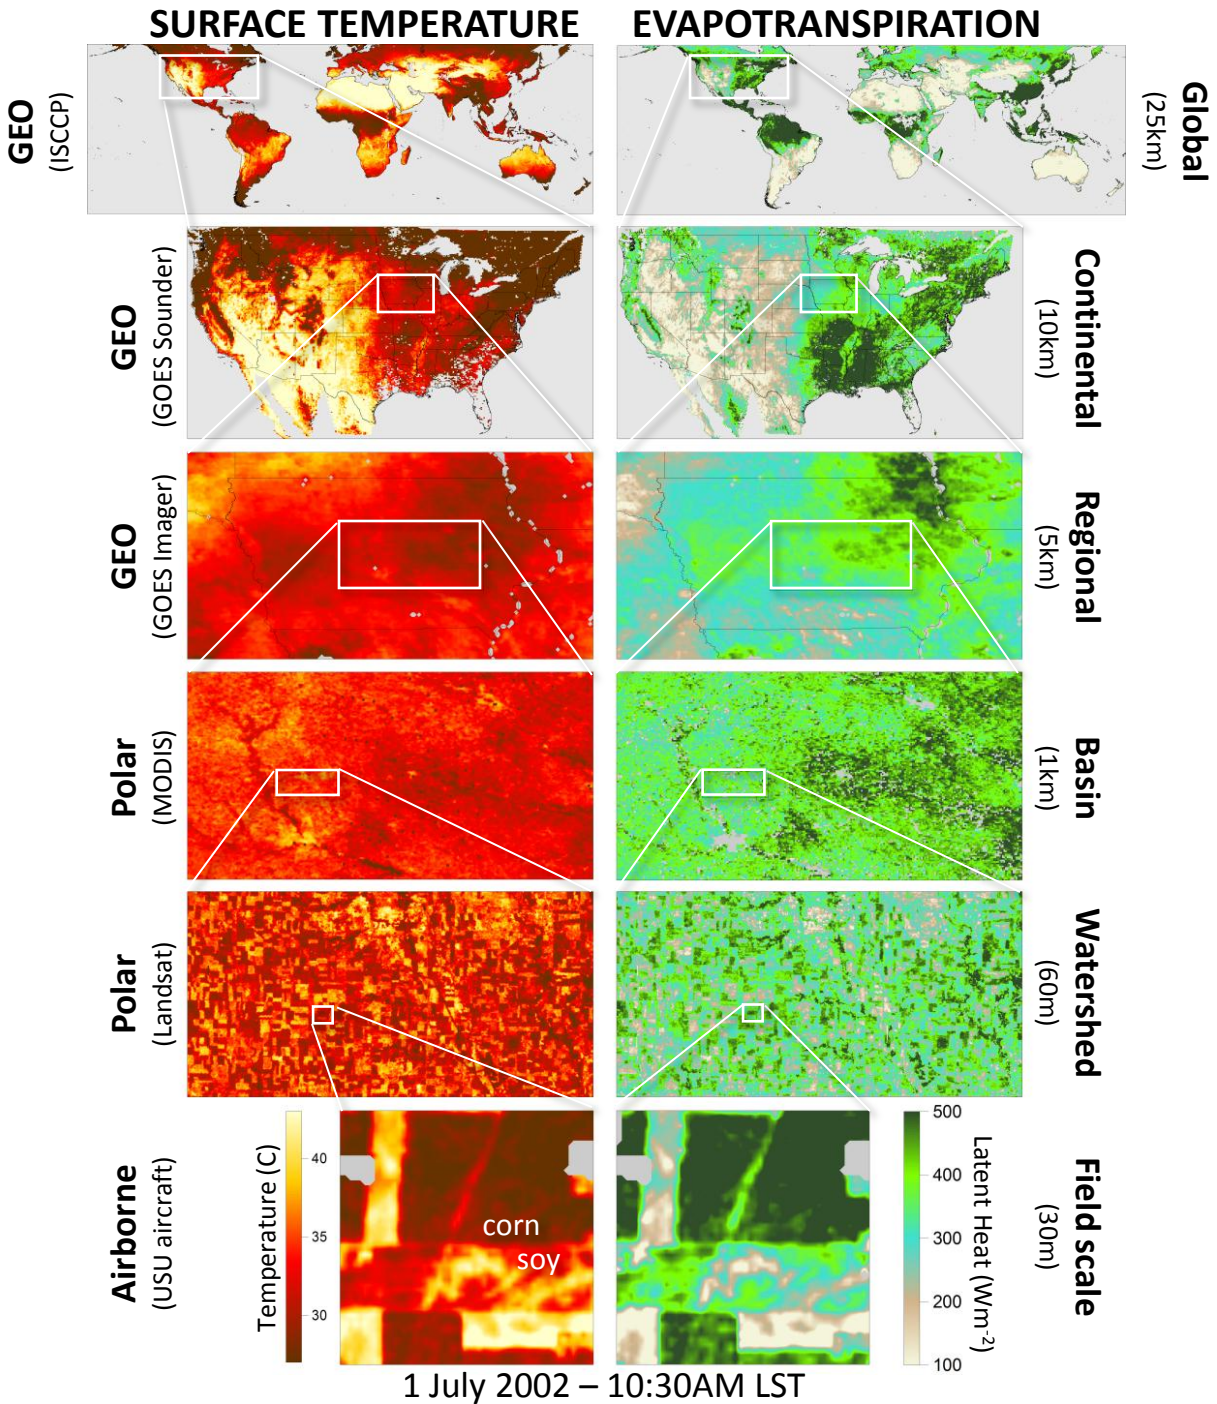 SURFACE TEMPERATURE
EVAPOTRANSPIRATION
GEO
(ISCCP)
Global
(25km)
GEO
(GOES Sounder)
Continental
(10km)
GEO
(GOES Imager)
Regional
(5km)
Polar
(MODIS)
Basin
(1km)
Polar
(Landsat)
Watershed
(60m)
Airborne
(USU aircraft)
Temperature (C)
40
35
30
corn
soy
500
400
300
200
100
Latent Heat (Wm⁻²)
Field scale
(30m)
1 July 2002 – 10:30AM LST